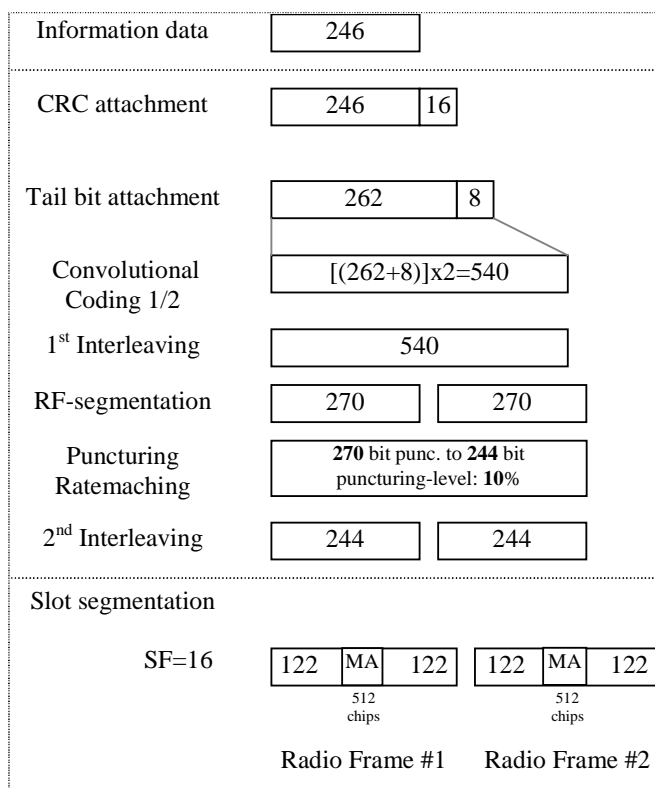 Information data 246
CRC attachment 246 16
Tail bit attachment 262 8
Convolutional
Coding 1/2
[(262+8)]x2=540
1st Interleaving 540
RF-segmentation 270 270
Puncturing
Ratemaching
270 bit punc. to 244 bit
puncturing-level: 10%
2nd Interleaving 244 244
Slot segmentation
SF=16 122 MA 122 122 MA 122
512 512
chips chips
Radio Frame #1 Radio Frame #2